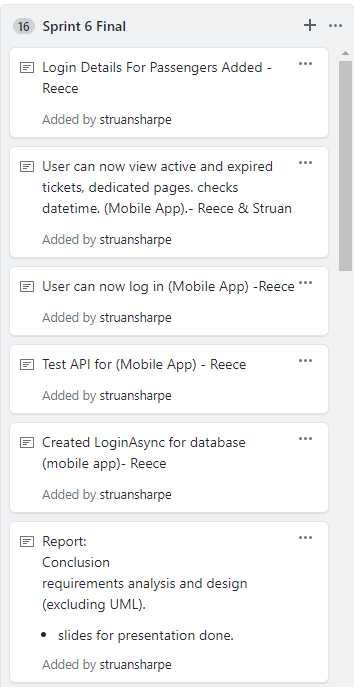 16 Sprint 6 Final
Login Details For Passengers Added -
Reece
Added by struansharpe
User can now view active and expired
tickets, dedicated pages. checks
datetime. (Mobile App).- Reece & Struan
Added by struansharpe
User can now log in (Mobile App) -Reece
Added by struansharpe
Test API for (Mobile App) - Reece
Added by struansharpe
Created LoginAsync for database
(mobile app)- Reece
Added by struansharpe
Report:
Conclusion
requirements analysis and design
(excluding UML).
• slides for presentation done.
Added by struansharpe